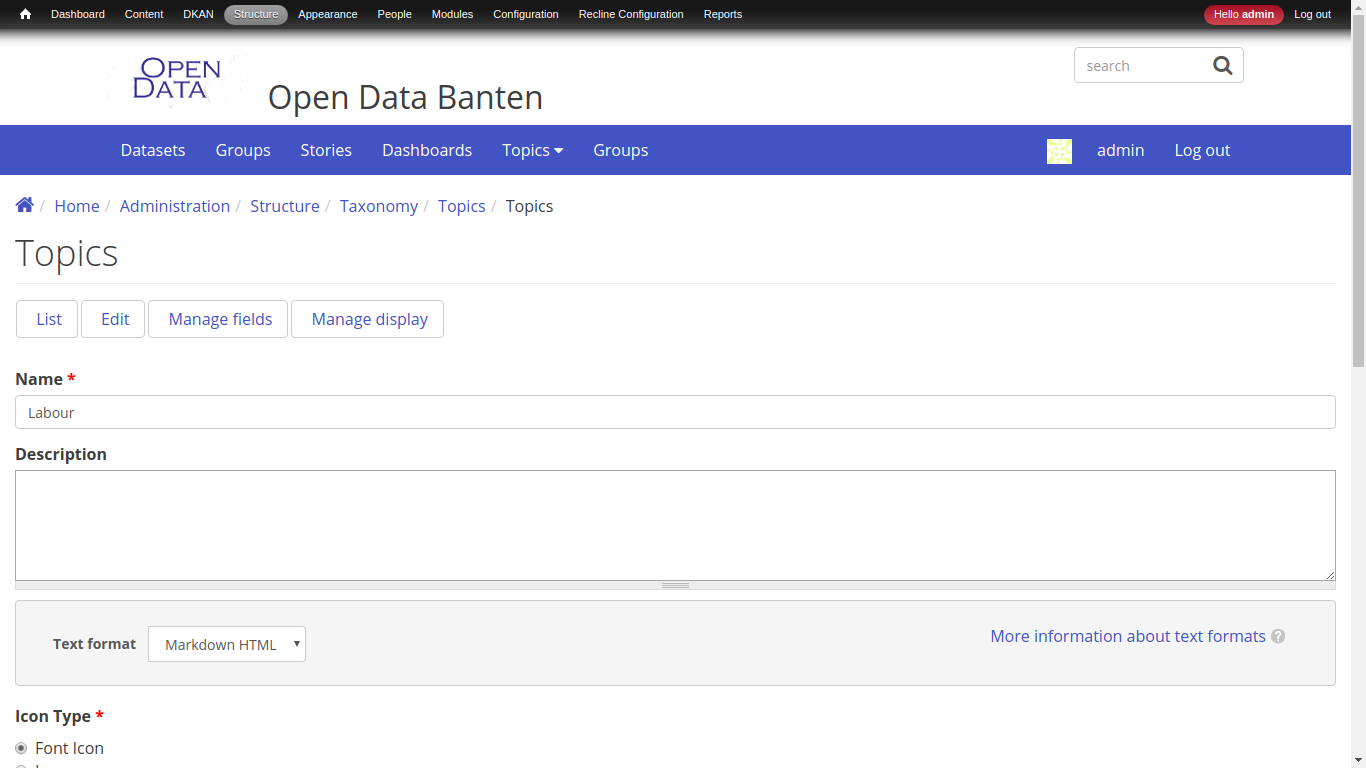 Dashboard Content DKAN Structure Appearance People Modules Configuration Recline Configuration Reports Hello admin Log out
OPEN
DATA
Open Data Banten
search
Datasets Groups Stories Dashboards Topics Groups admin Log out
/ Home / Administration / Structure / Taxonomy / Topics / Topics
Topics
List Edit Manage fields Manage display
Name *
Labour
Description
Text format Markdown HTML More information about text formats ?
Icon Type *
Font Icon